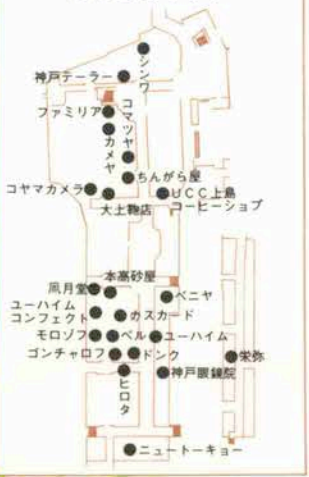 シンワ
神戸テーラー
ファミリア
コマツヤ
カメヤ
ちんがら屋
コヤマカメラ
大上鞄店
UCC上島
コーヒーショップ
本高砂屋
凮月堂
ベニヤ
ユーハイム
コンフェクト
カスカード
モロゾフ
ベル
ユーハイム
ゴンチャロフ
ドンク
栄弥
ヒロタ
神戸眼鏡院
ニュートーキョー